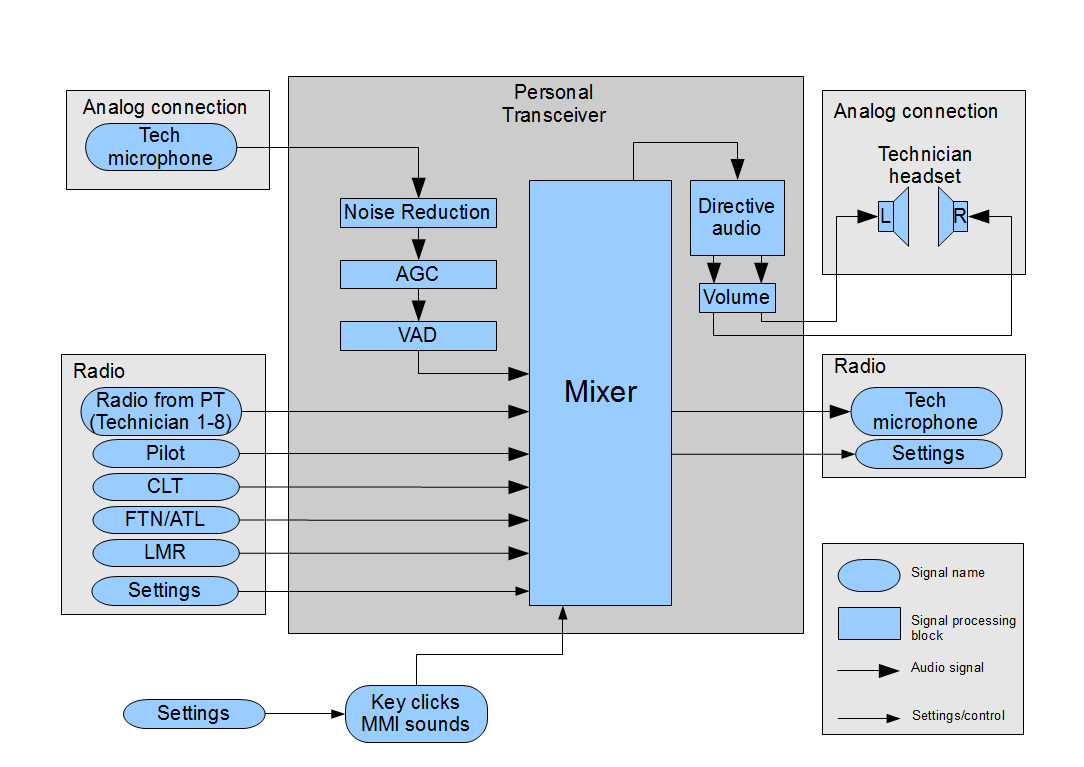 Personal
Transceiver
Analog connection
Tech
microphone
Noise Reduction
AGC
VAD
Radio
Radio from PT
(Technician 1-8)
Pilot
CLT
FTN/ATL
LMR
Settings
Settings
Key clicks
MMI sounds
Mixer
Directive
audio
Volume
Analog connection
Technician
headset
L
R
Radio
Tech
microphone
Settings
Signal name
Signal processing
block
Audio signal
Settings/control